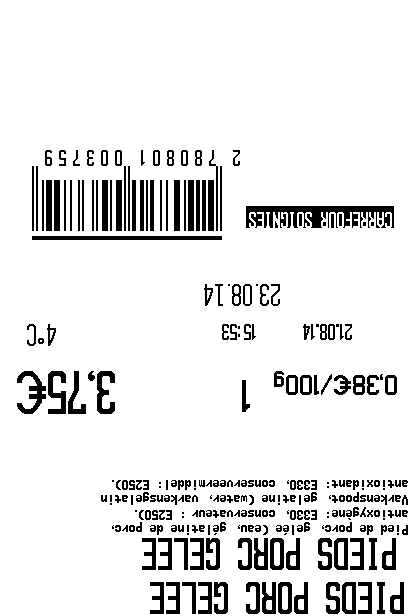 PIEDS PORC GELEE
PIEDS PORC GELEE
Pied de porc, gelée (eau, gélatine de porc,
antioxygène: E330, conservateur : E250).
Varkenspoot, gelatine (water, varkensgelatin
antioxidant: E330, conserveermiddel: E250).
0,38€/100g 1 3,75€
21.08.14 15:53 4°C
23.08.14
CARREFOUR SOIGNIES
2 780801 003759